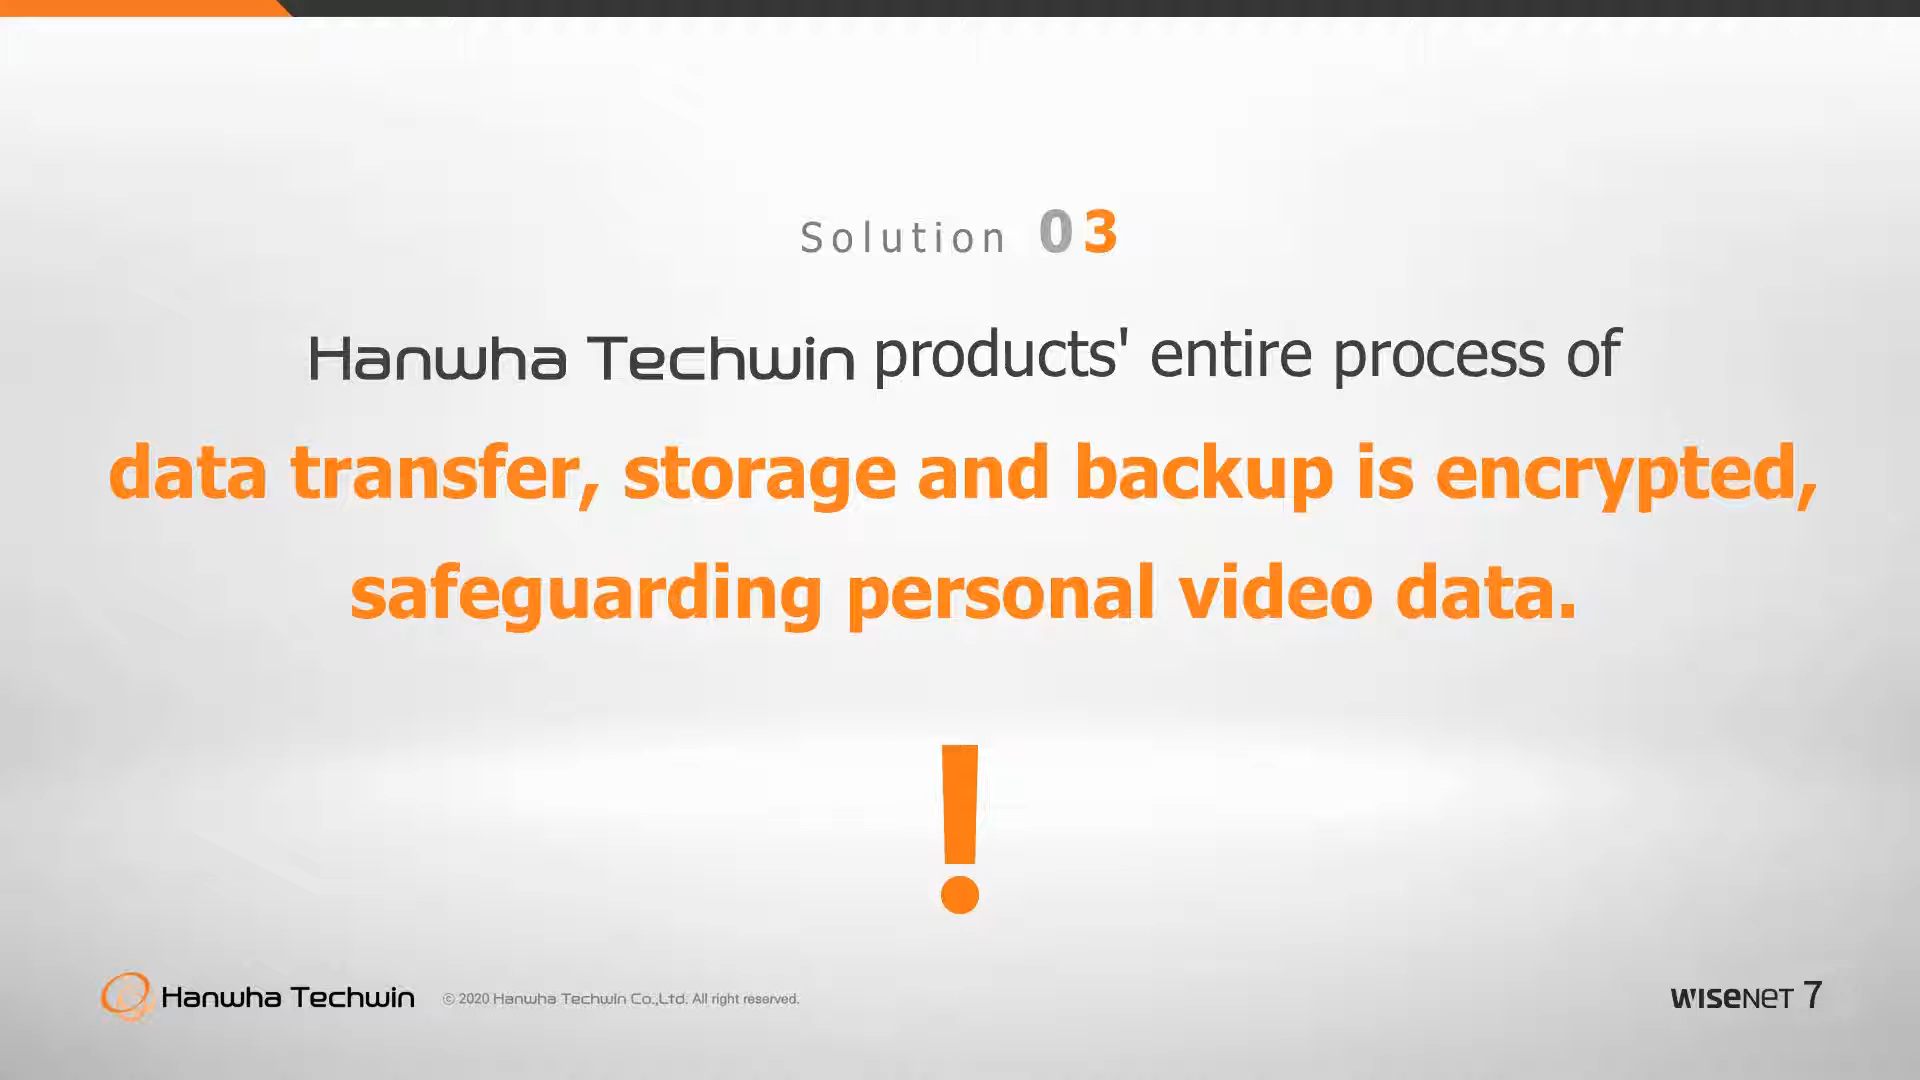 Solution 03
Hanwha Techwin products' entire process of
data transfer, storage and backup is encrypted,
safeguarding personal video data.
!
Hanwha Techwin © 2020 Hanwha Techwin Co.,Ltd. All right reserved. WISENET 7